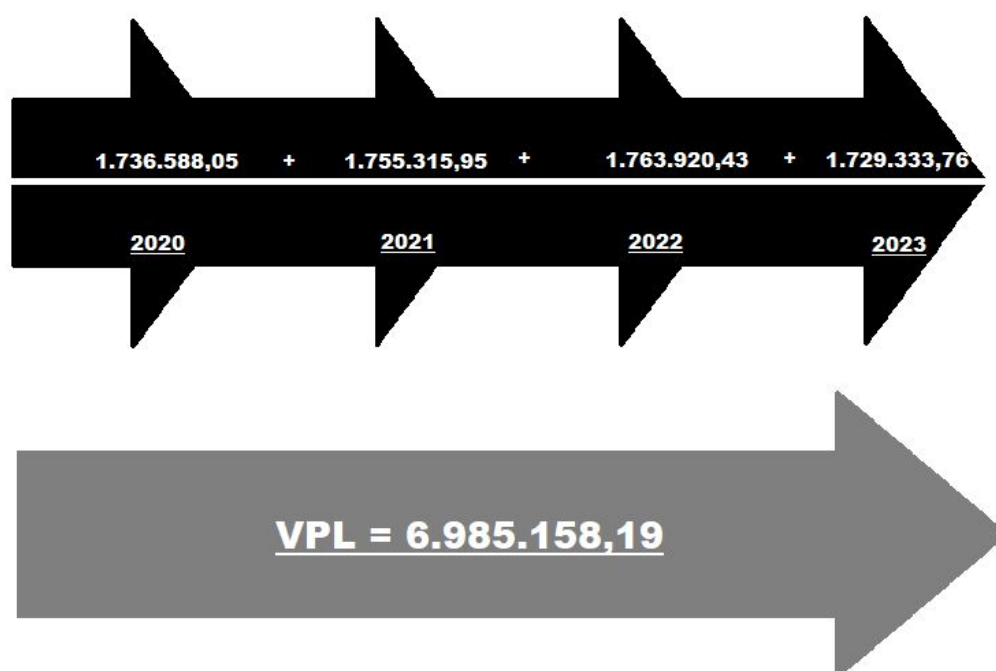 1.736.588,05 + 1.755.315,95 + 1.763.920,43 + 1.729.333,76
2020 2021 2022 2023
VPL = 6.985.158,19